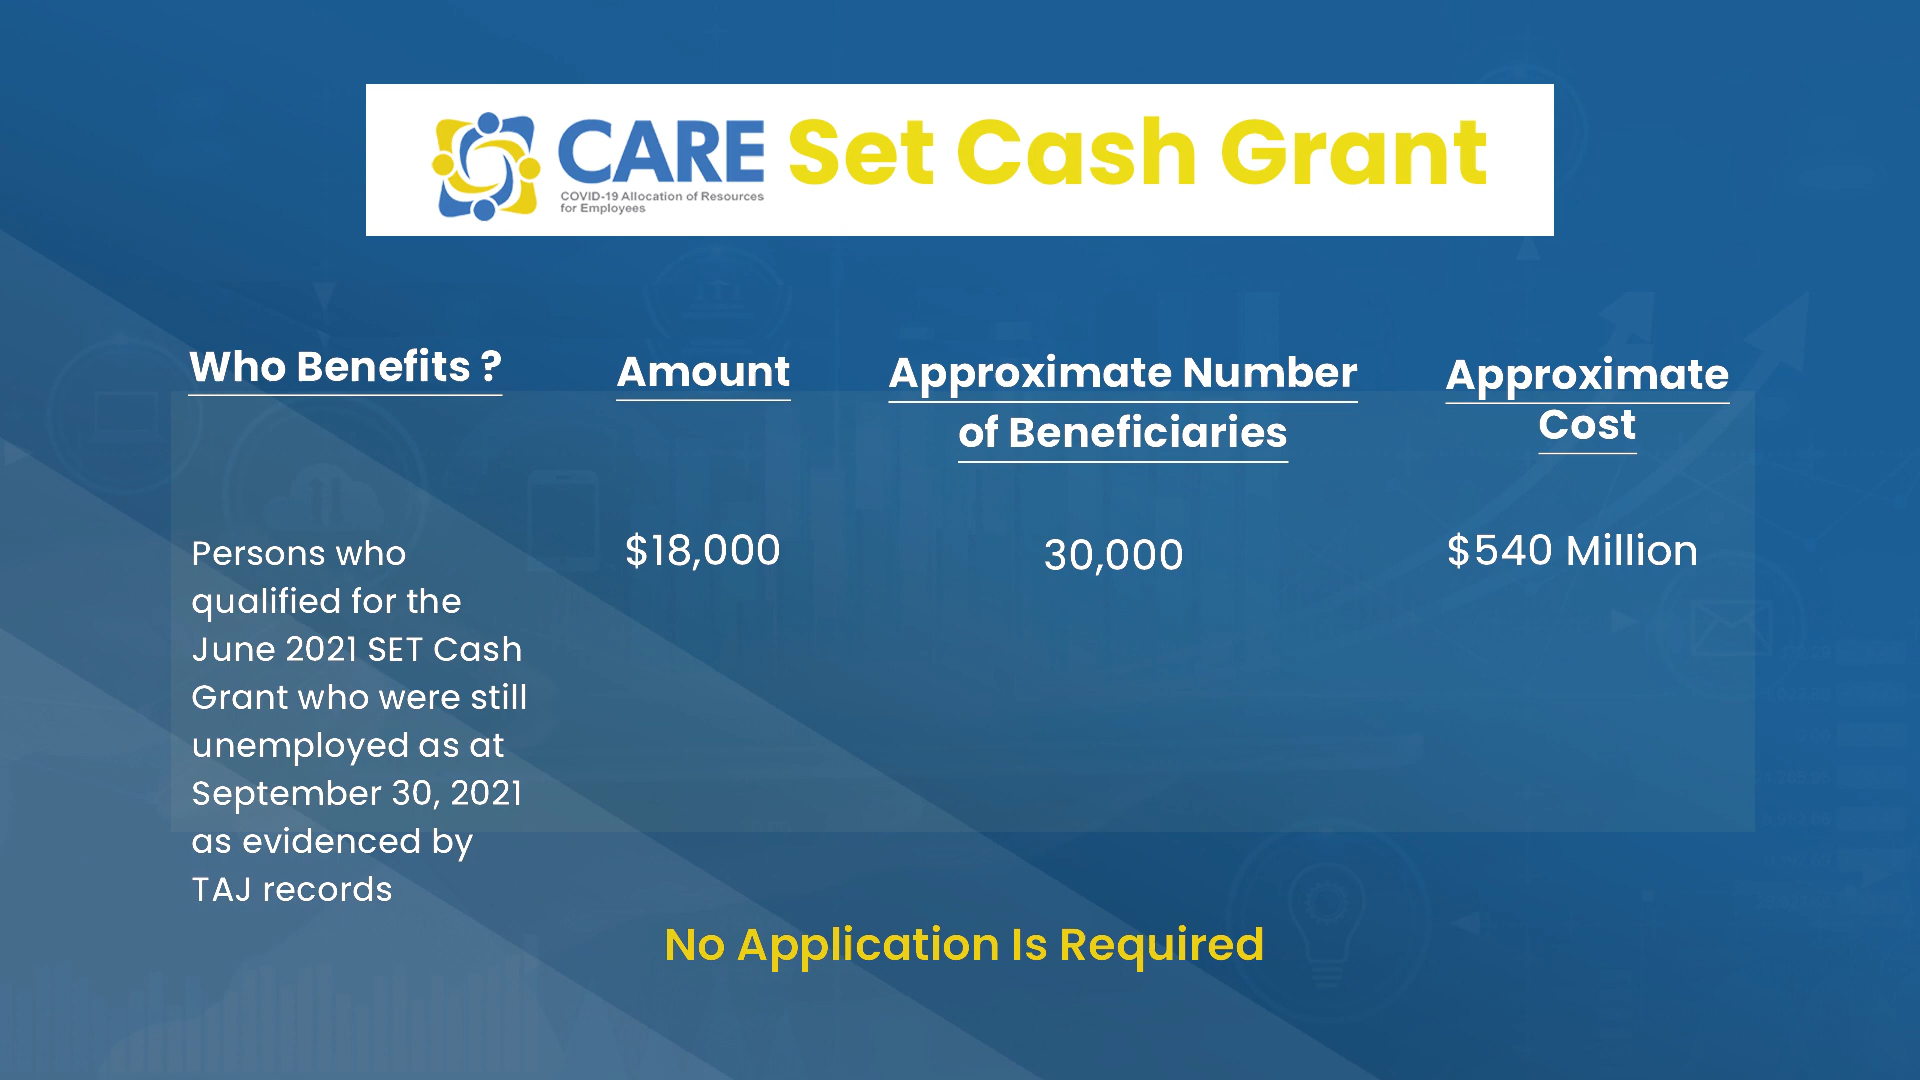 CARE Set Cash Grant
COVID-19 Allocation of Resources
for Employees
Who Benefits ?
Persons who
qualified for the
June 2021 SET Cash
Grant who were still
unemployed as at
September 30, 2021
as evidenced by
TAJ records
Amount
$18,000
Approximate Number
of Beneficiaries
30,000
Approximate
Cost
$540 Million
No Application Is Required